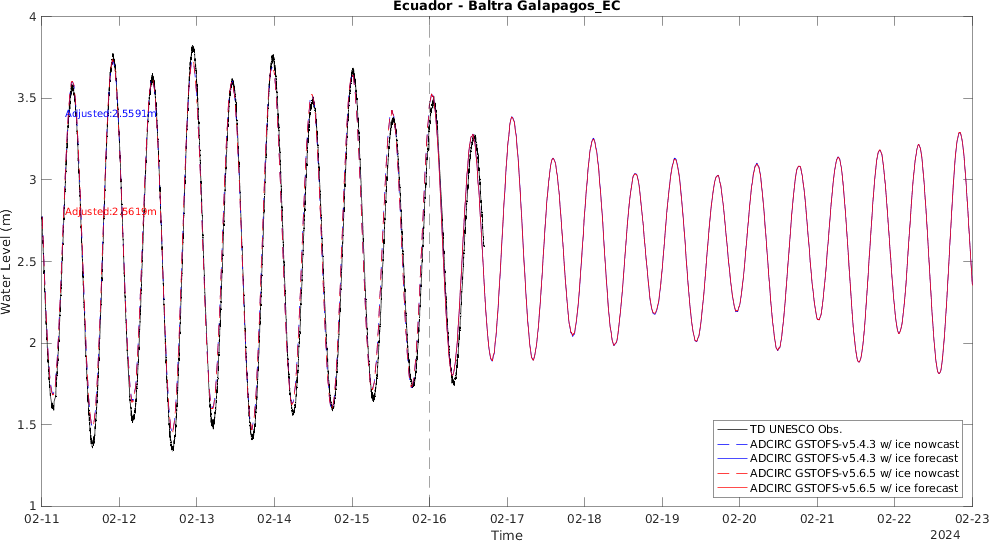 Ecuador - Baltra Galapagos_EC
4
3.5
3
2.5
2
1.5
1
Water Level (m)
Adjusted:2.5591m
Adjusted:2.5619m
TD UNESCO Obs.
ADCIRC GSTOFS-v5.4.3 w/ ice nowcast
ADCIRC GSTOFS-v5.4.3 w/ ice forecast
ADCIRC GSTOFS-v5.6.5 w/ ice nowcast
ADCIRC GSTOFS-v5.6.5 w/ ice forecast
02-11 02-12 02-13 02-14 02-15 02-16 02-17 02-18 02-19 02-20 02-21 02-22 02-23
Time
2024